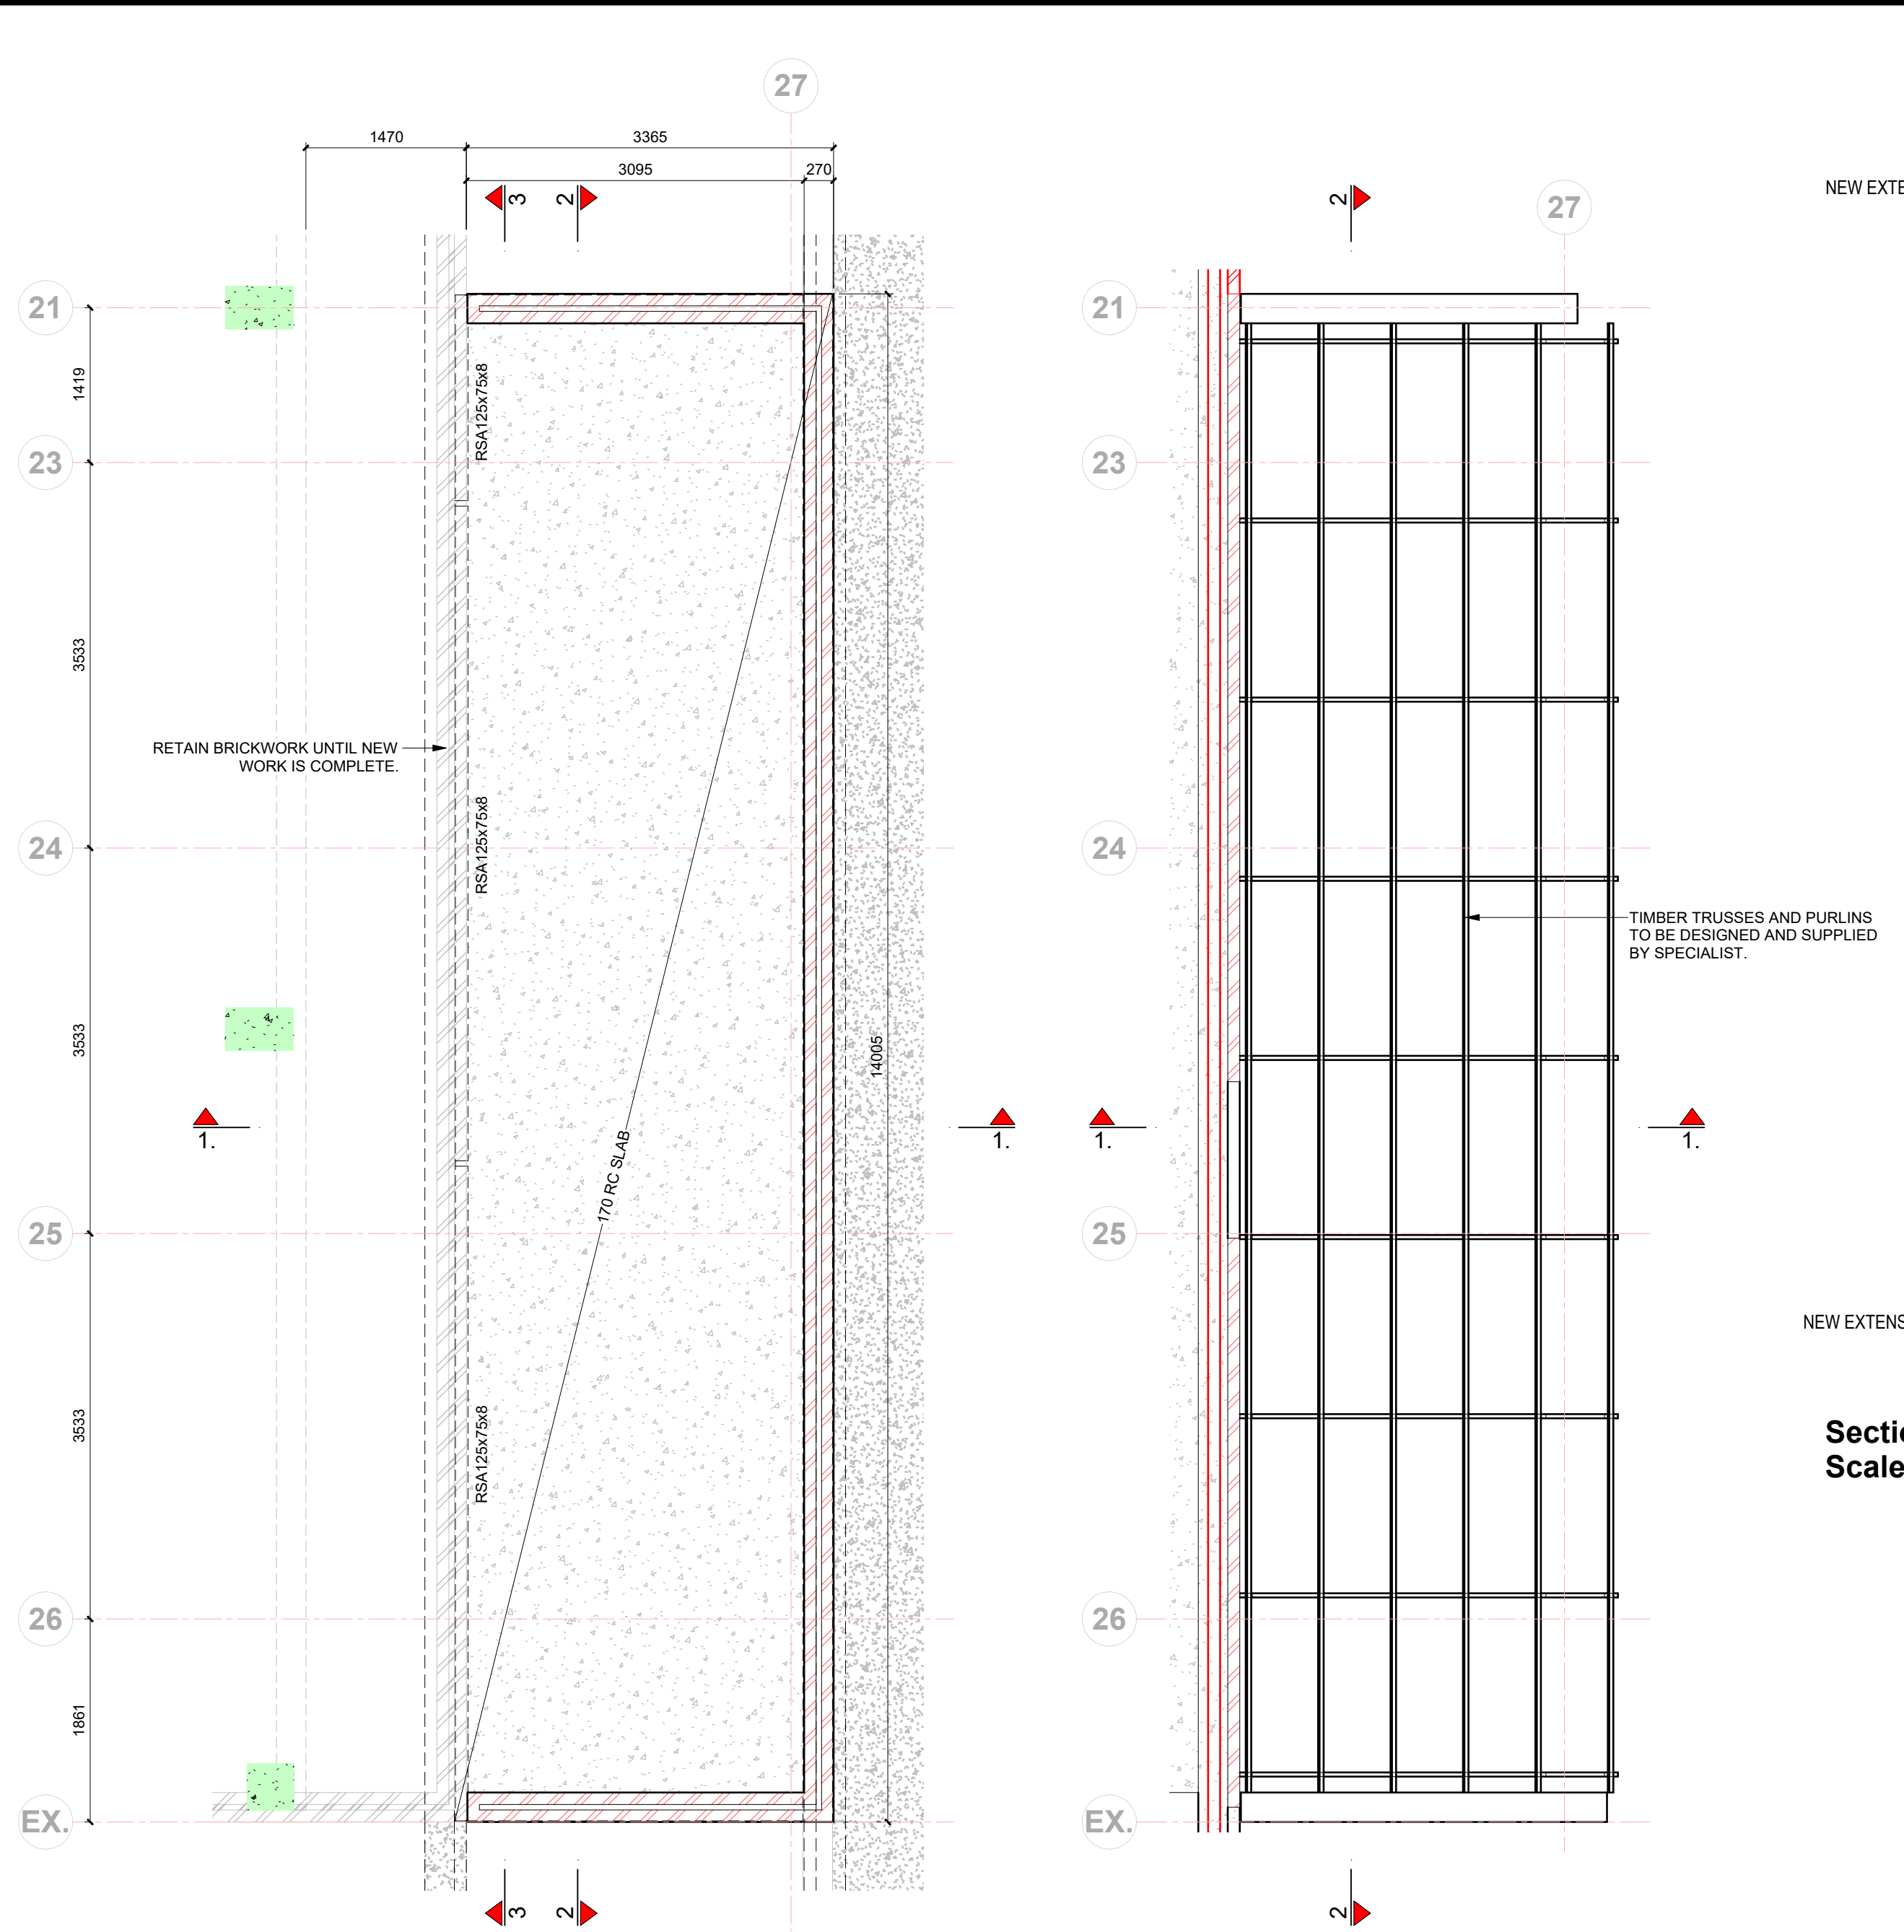 27
1470
3365
3095
270
3
2
2
27
NEW EXTE
21
21
1419
RSA125x75x8
23
23
3533
RETAIN BRICKWORK UNTIL NEW
WORK IS COMPLETE.
RSA125x75x8
24
24
TIMBER TRUSSES AND PURLINS
TO BE DESIGNED AND SUPPLIED
BY SPECIALIST.
3533
14005
1.
1.
1.
1.
170 RC SLAB
25
25
NEW EXTENS
3533
RSA125x75x8
Sectio
Scale
26
26
1861
EX.
EX.
3
2
2